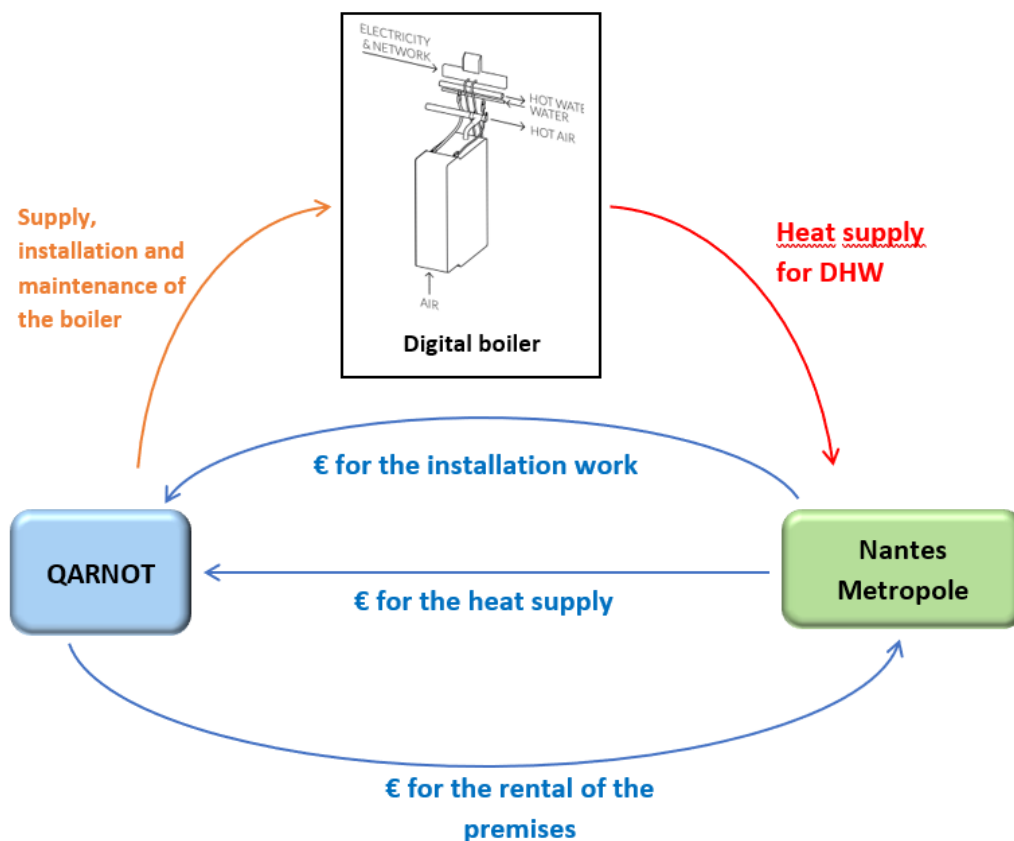 ELECTRICITY
& NETWORK
HOT WATE
WATER
HOT AIR
AIR
Digital boiler
Supply,
installation and
maintenance of
the boiler
Heat supply
for DHW
€ for the installation work
QARNOT
Nantes
Metropole
€ for the heat supply
€ for the rental of the
premises